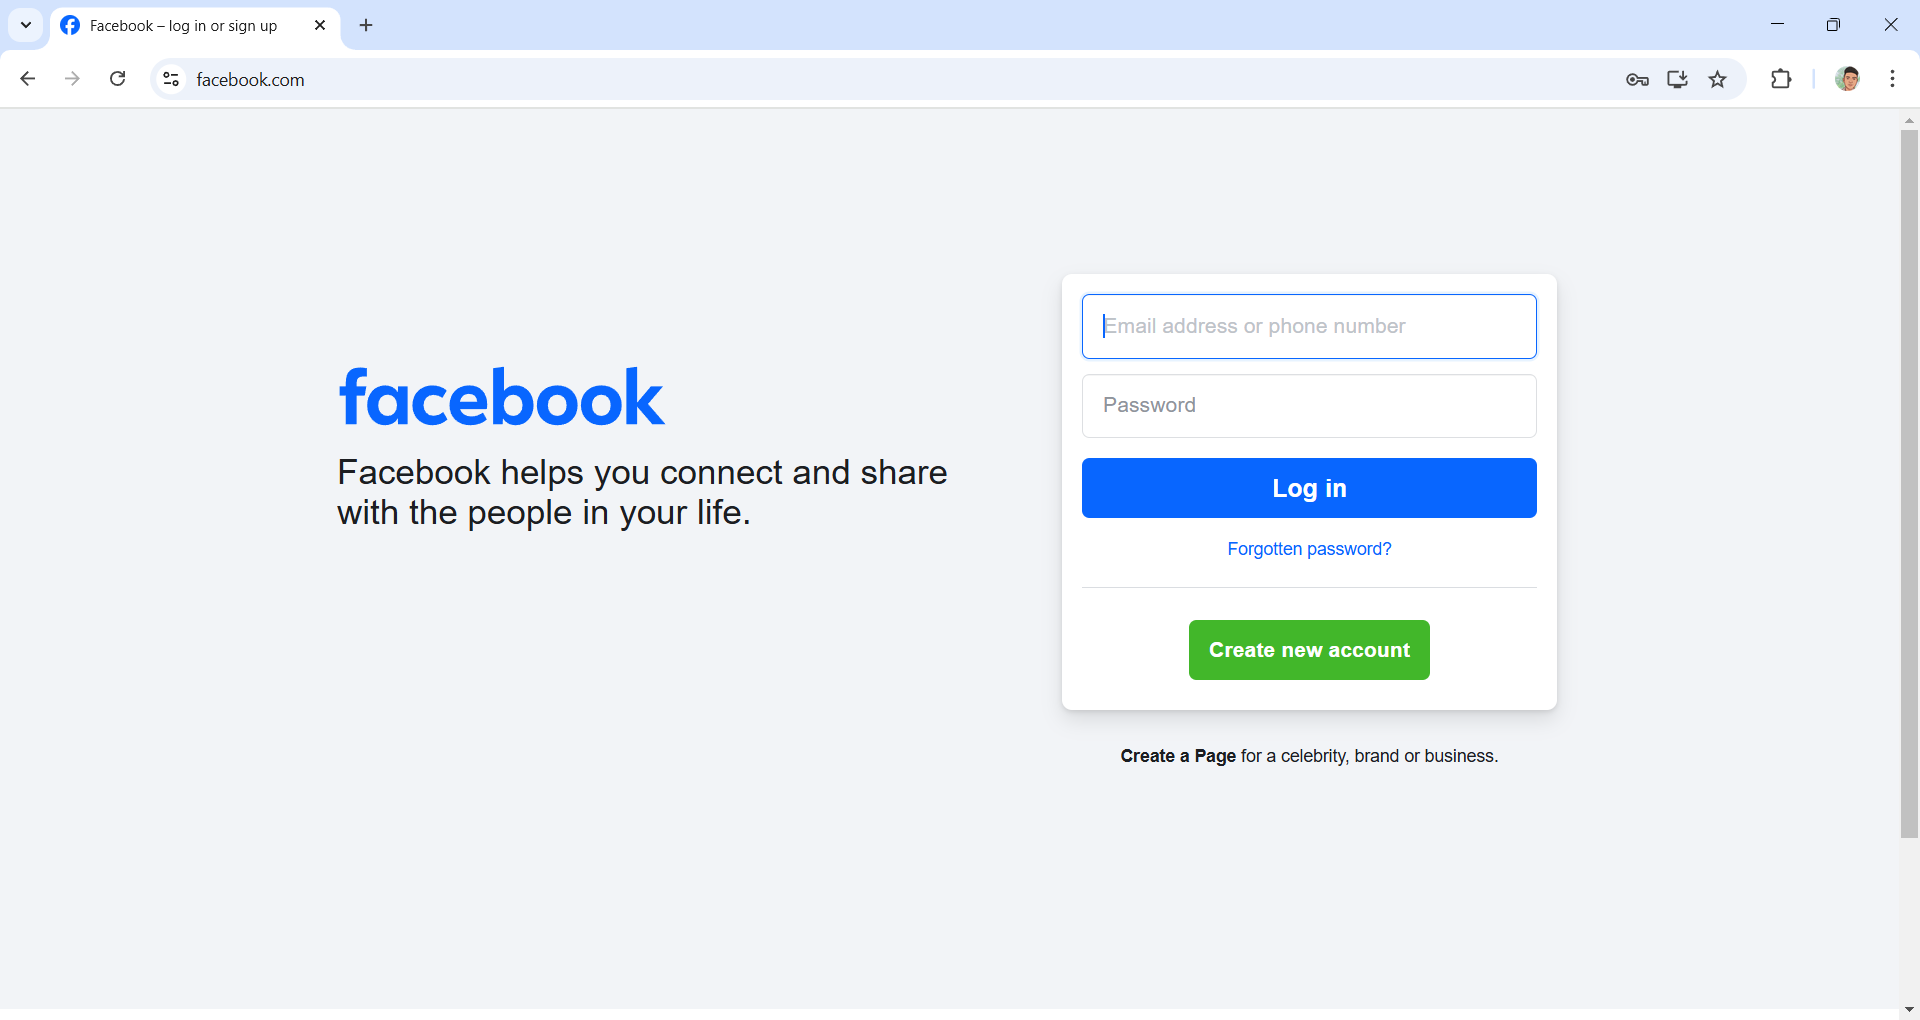 Facebook – log in or sign up
facebook.com
facebook
Facebook helps you connect and share
with the people in your life.
Email address or phone number
Password
Log in
Forgotten password?
Create new account
Create a Page for a celebrity, brand or business.